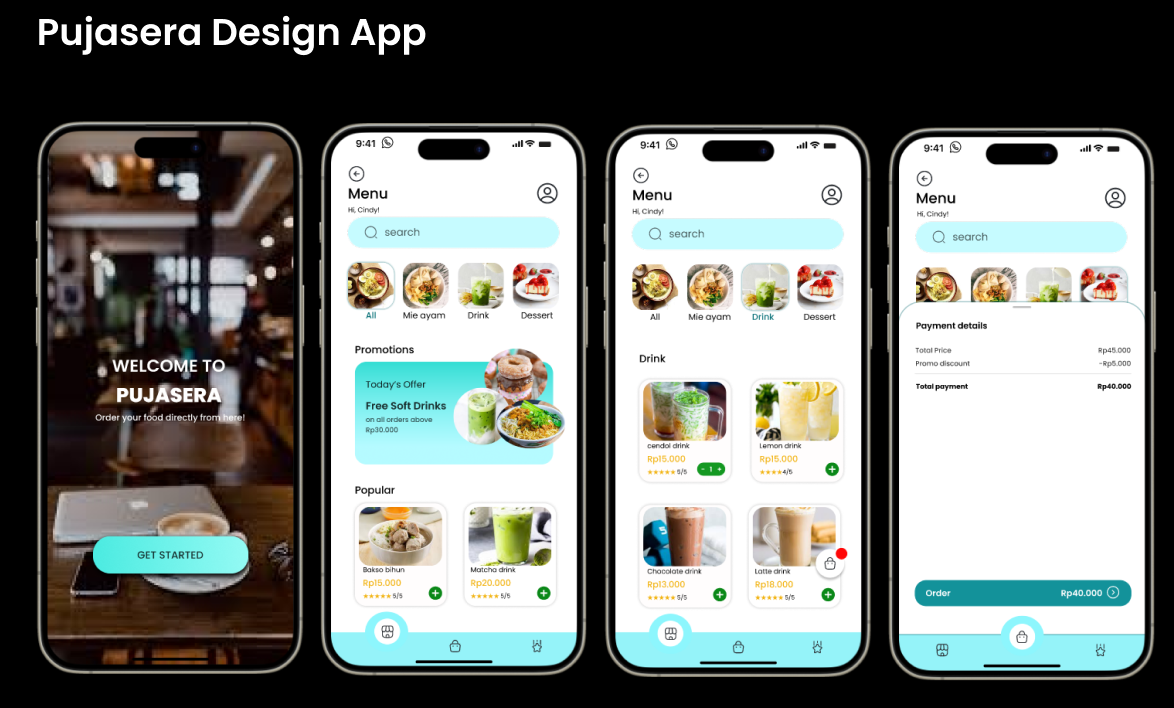 Pujasera Design App
WELCOME TO
PUJASERA
Order your food directly from here!
GET STARTED
9:41
Menu
Hi, Cindy!
search
All Mie ayam Drink Dessert
Promotions
Today's Offer
Free Soft Drinks
on all orders above
Rp30.000
Popular
Bakso bihun Matcha drink
Rp15.000 Rp20.000
5/5 5/5
9:41
Menu
Hi, Cindy!
search
All Mie ayam Drink Dessert
Drink
cendol drink Lemon drink
Rp15.000 Rp15.000
5/5 - 1 + 4/5 +
Chocolate drink Latte drink
Rp13.000 Rp18.000
5/5 5/5
9:41
Menu
Hi, Cindy!
search
Payment details
Total Price Rp45.000
Promo discount -Rp5.000
Total payment Rp40.000
Order Rp40.000